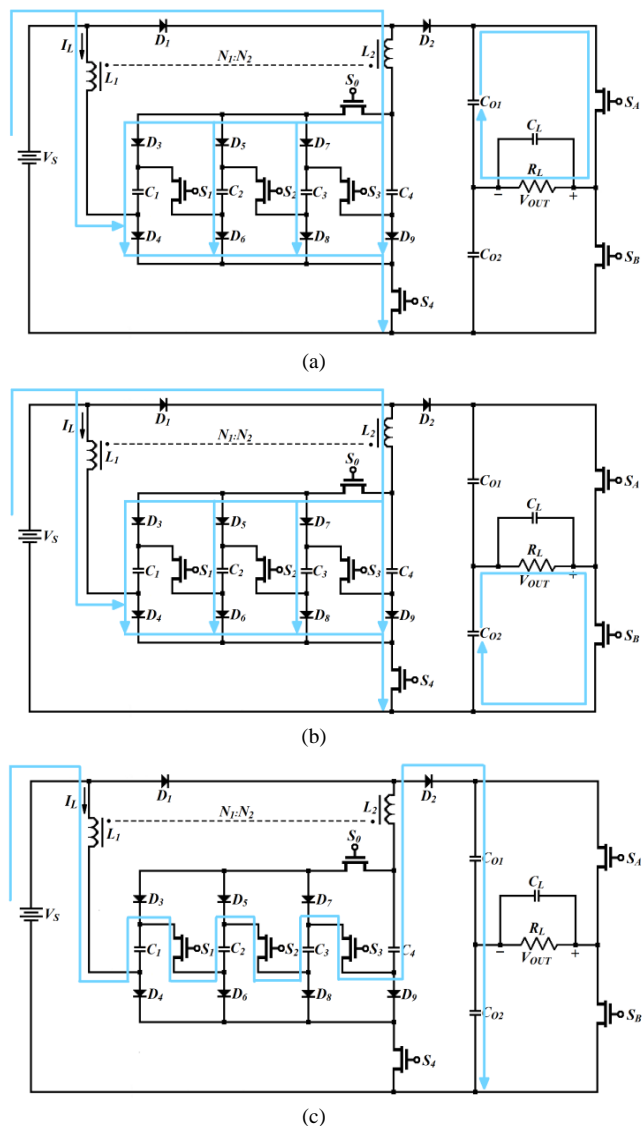 D1 D2
IL L1 N1:N2 L2
S0 SA
CO1
D3 D5 D7 CL
VS C1 S1 C2 S2 C3 S3 C4 RL
− VOUT +
D4 D6 D8 D9
CO2 SB
S4
(a)
D1 D2
IL L1 N1:N2 L2
S0 SA
CO1
D3 D5 D7 CL
VS C1 S1 C2 S2 C3 S3 C4 RL
− VOUT +
D4 D6 D8 D9
CO2 SB
S4
(b)
D1 D2
IL L1 N1:N2 L2
S0 SA
CO1
D3 D5 D7 CL
VS C1 S1 C2 S2 C3 S3 C4 RL
− VOUT +
D4 D6 D8 D9
CO2 SB
S4
(c)